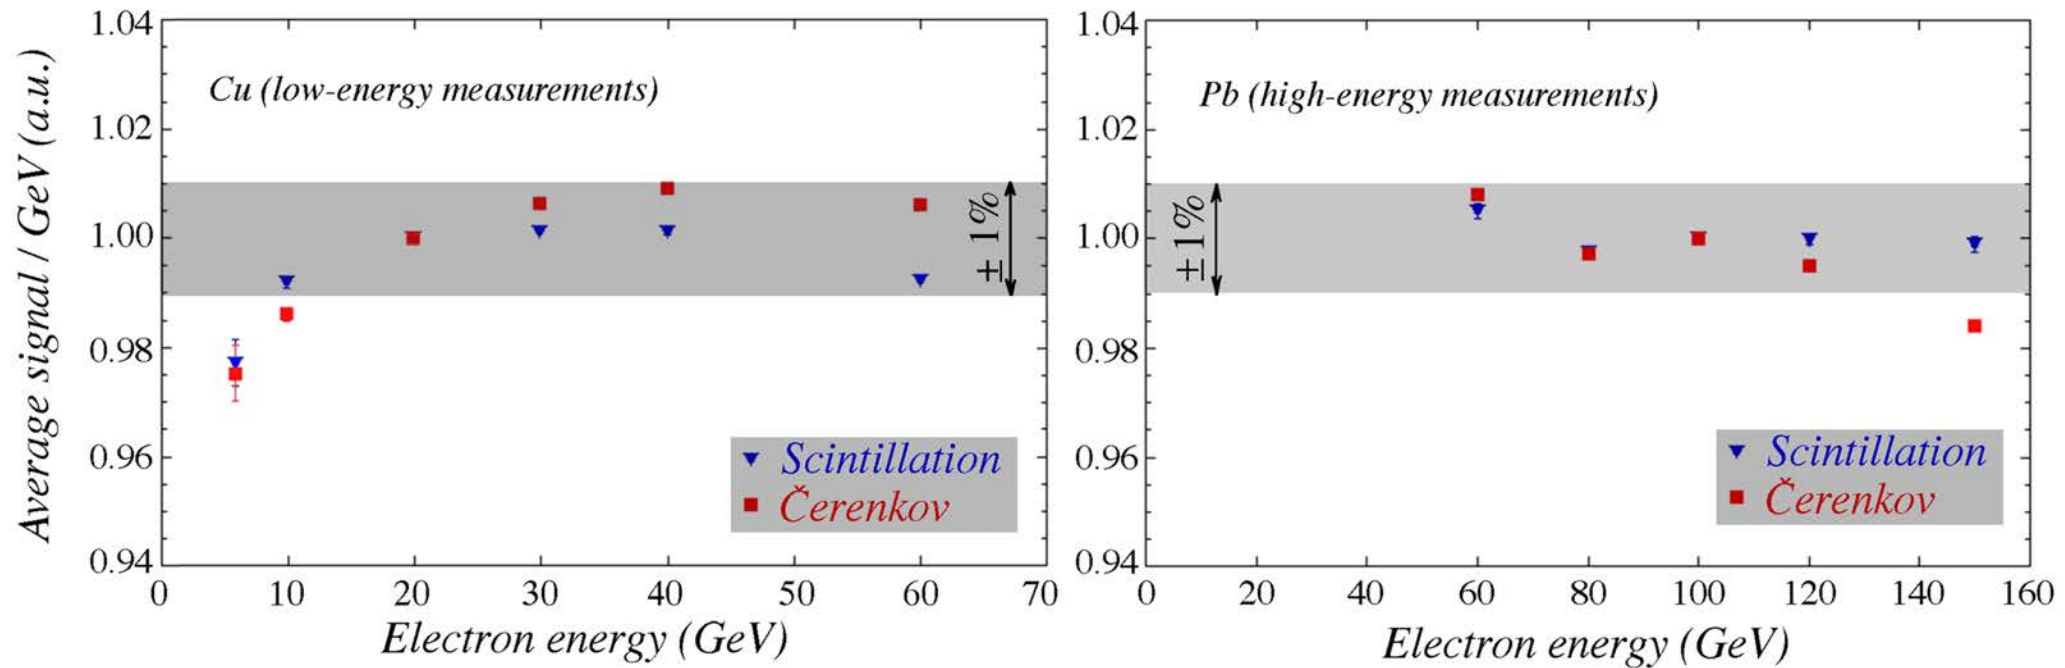 Average signal / GeV (a.u.)
1.04
1.02
1.00
0.98
0.96
0.94
Cu (low-energy measurements)
± 1%
Scintillation
Čerenkov
0 10 20 30 40 50 60 70
Electron energy (GeV)
1.04
1.02
1.00
0.98
0.96
0.94
Pb (high-energy measurements)
±1%
Scintillation
Čerenkov
0 20 40 60 80 100 120 140 160
Electron energy (GeV)